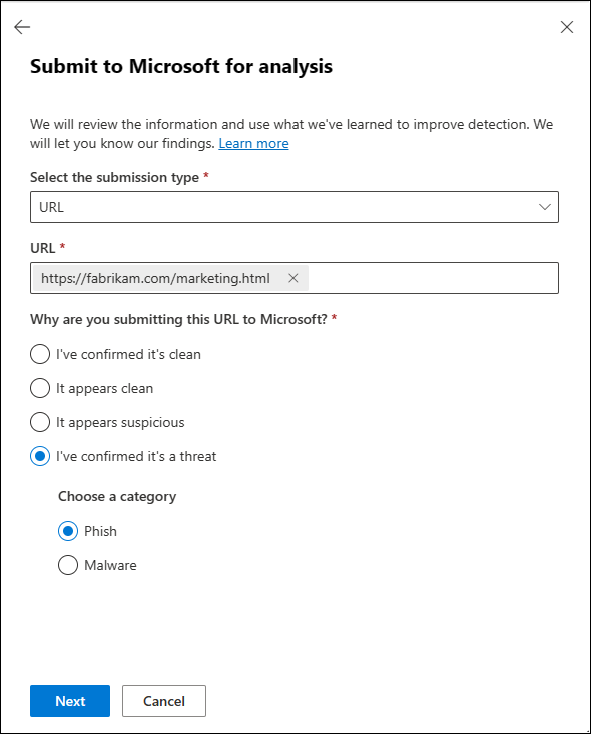 Submit to Microsoft for analysis
We will review the information and use what we've learned to improve detection. We
will let you know our findings. Learn more
Select the submission type *
URL
URL *
https://fabrikam.com/marketing.html
Why are you submitting this URL to Microsoft? *
I've confirmed it's clean
It appears clean
It appears suspicious
I've confirmed it's a threat
Choose a category
Phish
Malware
Next Cancel